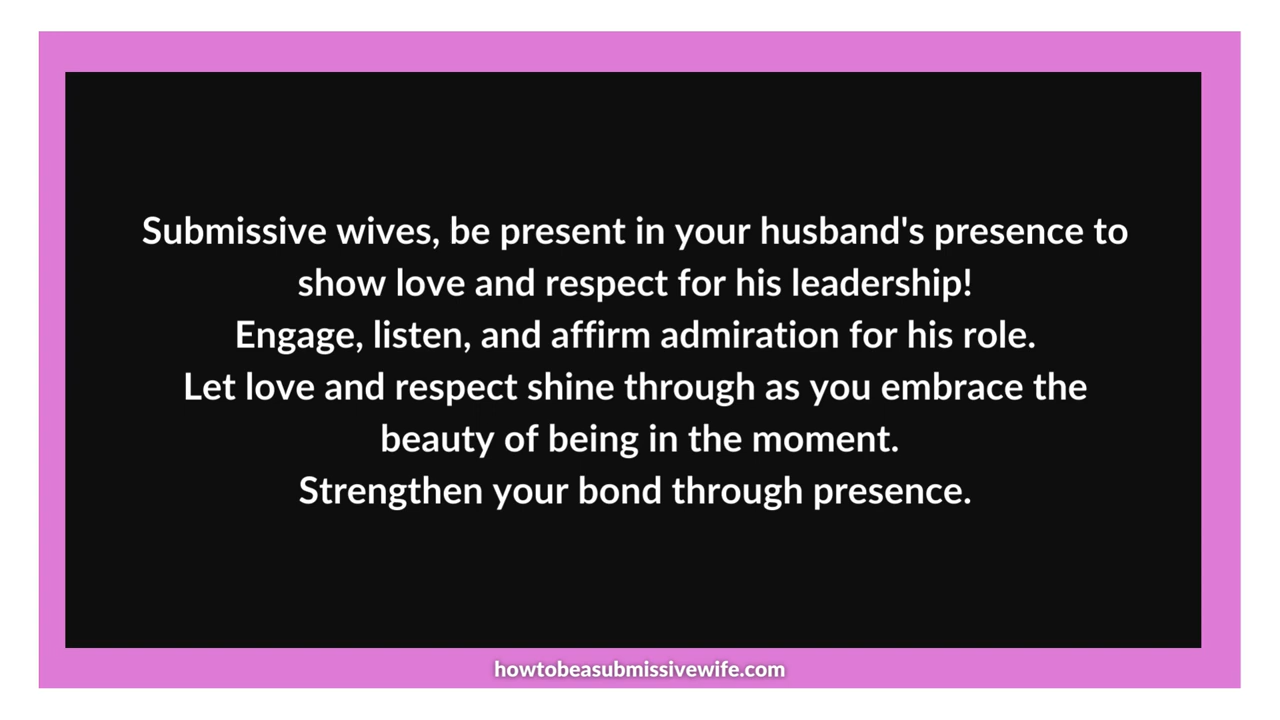 Submissive wives, be present in your husband's presence to
show love and respect for his leadership!
Engage, listen, and affirm admiration for his role.
Let love and respect shine through as you embrace the
beauty of being in the moment.
Strengthen your bond through presence.
howtobeasubmissivewife.com